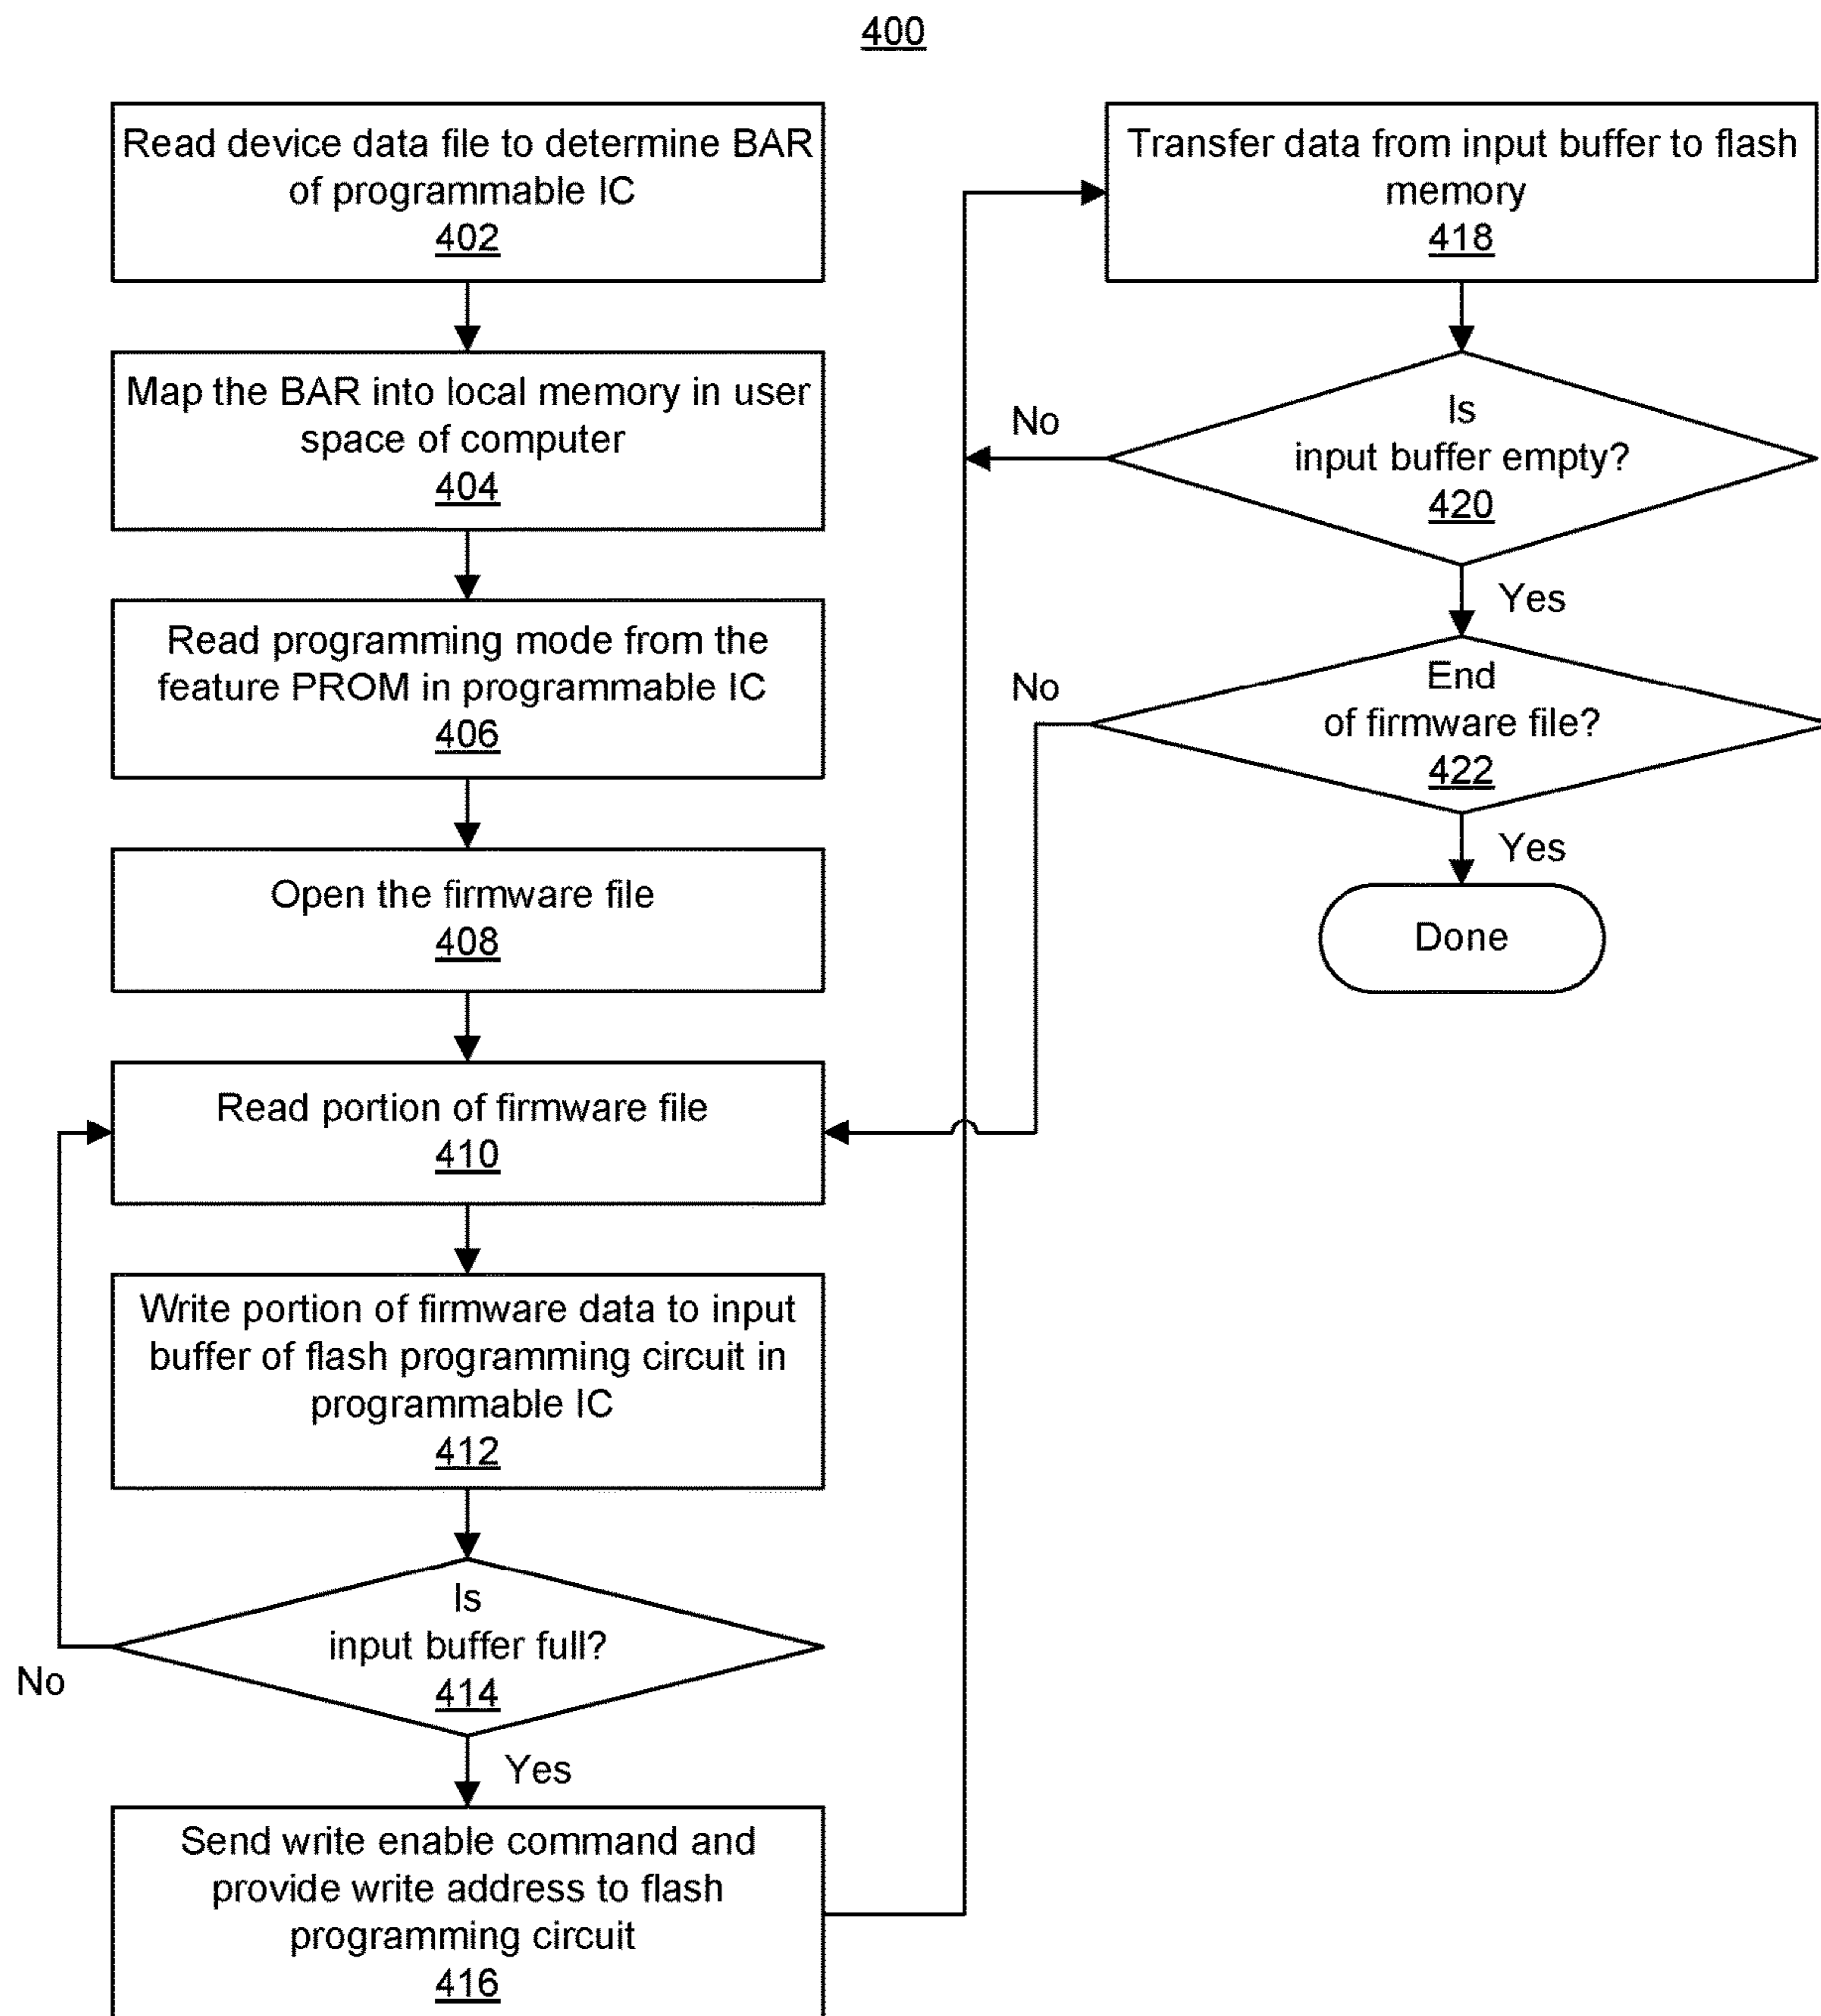 400
Read device data file to determine BAR
of programmable IC
402
Map the BAR into local memory in user
space of computer
404
Read programming mode from the
feature PROM in programmable IC
406
Open the firmware file
408
Read portion of firmware file
410
Write portion of firmware data to input
buffer of flash programming circuit in
programmable IC
412
Is
input buffer full?
414
No
Yes
Send write enable command and
provide write address to flash
programming circuit
416
Transfer data from input buffer to flash
memory
418
Is
input buffer empty?
420
No
Yes
End
of firmware file?
422
No
Yes
Done